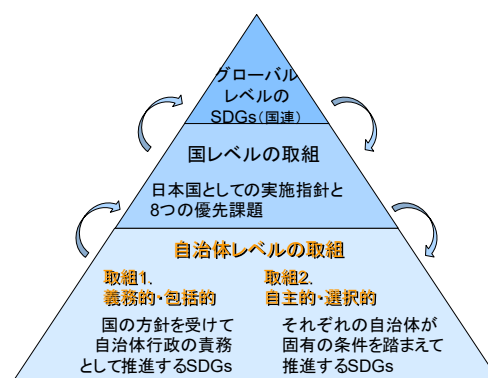 グローバル
レベルの
SDGs(国連)
国レベルの取組
日本国としての実施指針と
8つの優先課題
自治体レベルの取組
取組1.
義務的・包括的
国の方針を受けて
自治体行政の責務
として推進するSDGs
取組2.
自主的・選択的
それぞれの自治体が
固有の条件を踏まえて
推進するSDGs